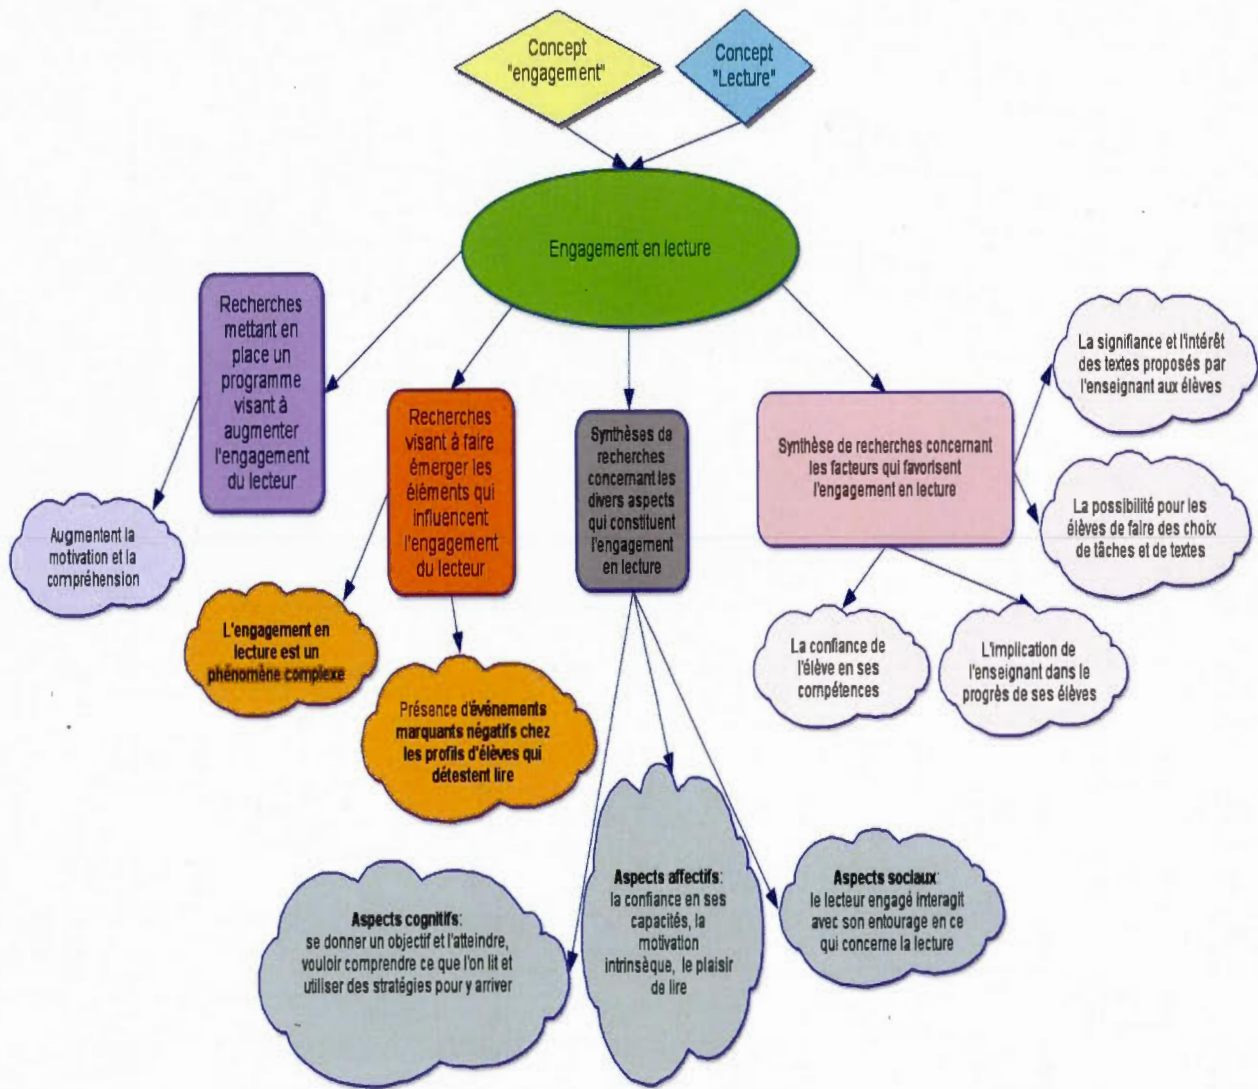 Concept
"engagement"
Concept
"Lecture"
Engagement en lecture
Recherches
mettant en
place un
programme
visant à
augmenter
l'engagement
du lecteur
Recherches
visant à faire
émerger les
éléments qui
influencent
l'engagement
du lecteur
Synthèses de
recherches
concernant les
divers aspects
qui constituent
l'engagement
en lecture
Synthèse de recherches concernant
les facteurs qui favorisent
l'engagement en lecture
La signifiance et l'intérêt
des textes proposés par
l'enseignant aux élèves
La possibilité pour les
élèves de faire des choix
de tâches et de textes
Augmentent la
motivation et la
compréhension
L'engagement en
lecture est un
phénomène complexe
Présence d'événements
marquants négatifs chez
les profils d'élèves qui
détestent lire
La confiance de
l'élève en ses
compétences
L'implication de
l'enseignant dans le
progrès de ses élèves
Aspects cognitifs:
se donner un objectif et l'atteindre,
vouloir comprendre ce que l'on lit et
utiliser des stratégies pour y arriver
Aspects affectifs:
la confiance en ses
capacités, la
motivation
intrinsèque, le plaisir
de lire
Aspects sociaux:
le lecteur engagé interagit
avec son entourage en ce
qui concerne la lecture